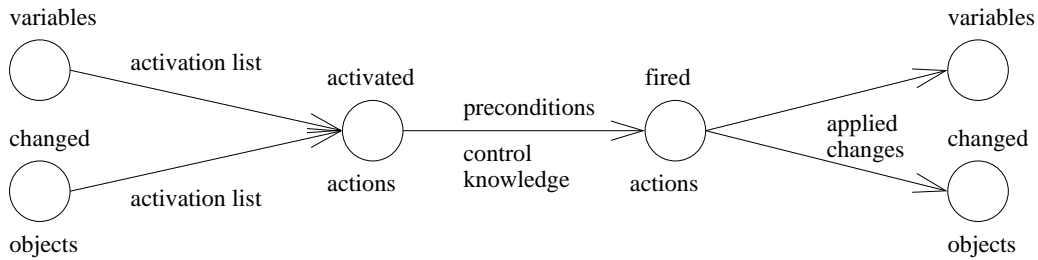 variables
activation list
changed
objects
activation list
activated
actions
preconditions
control
knowledge
fired
actions
applied
changes
variables
changed
objects